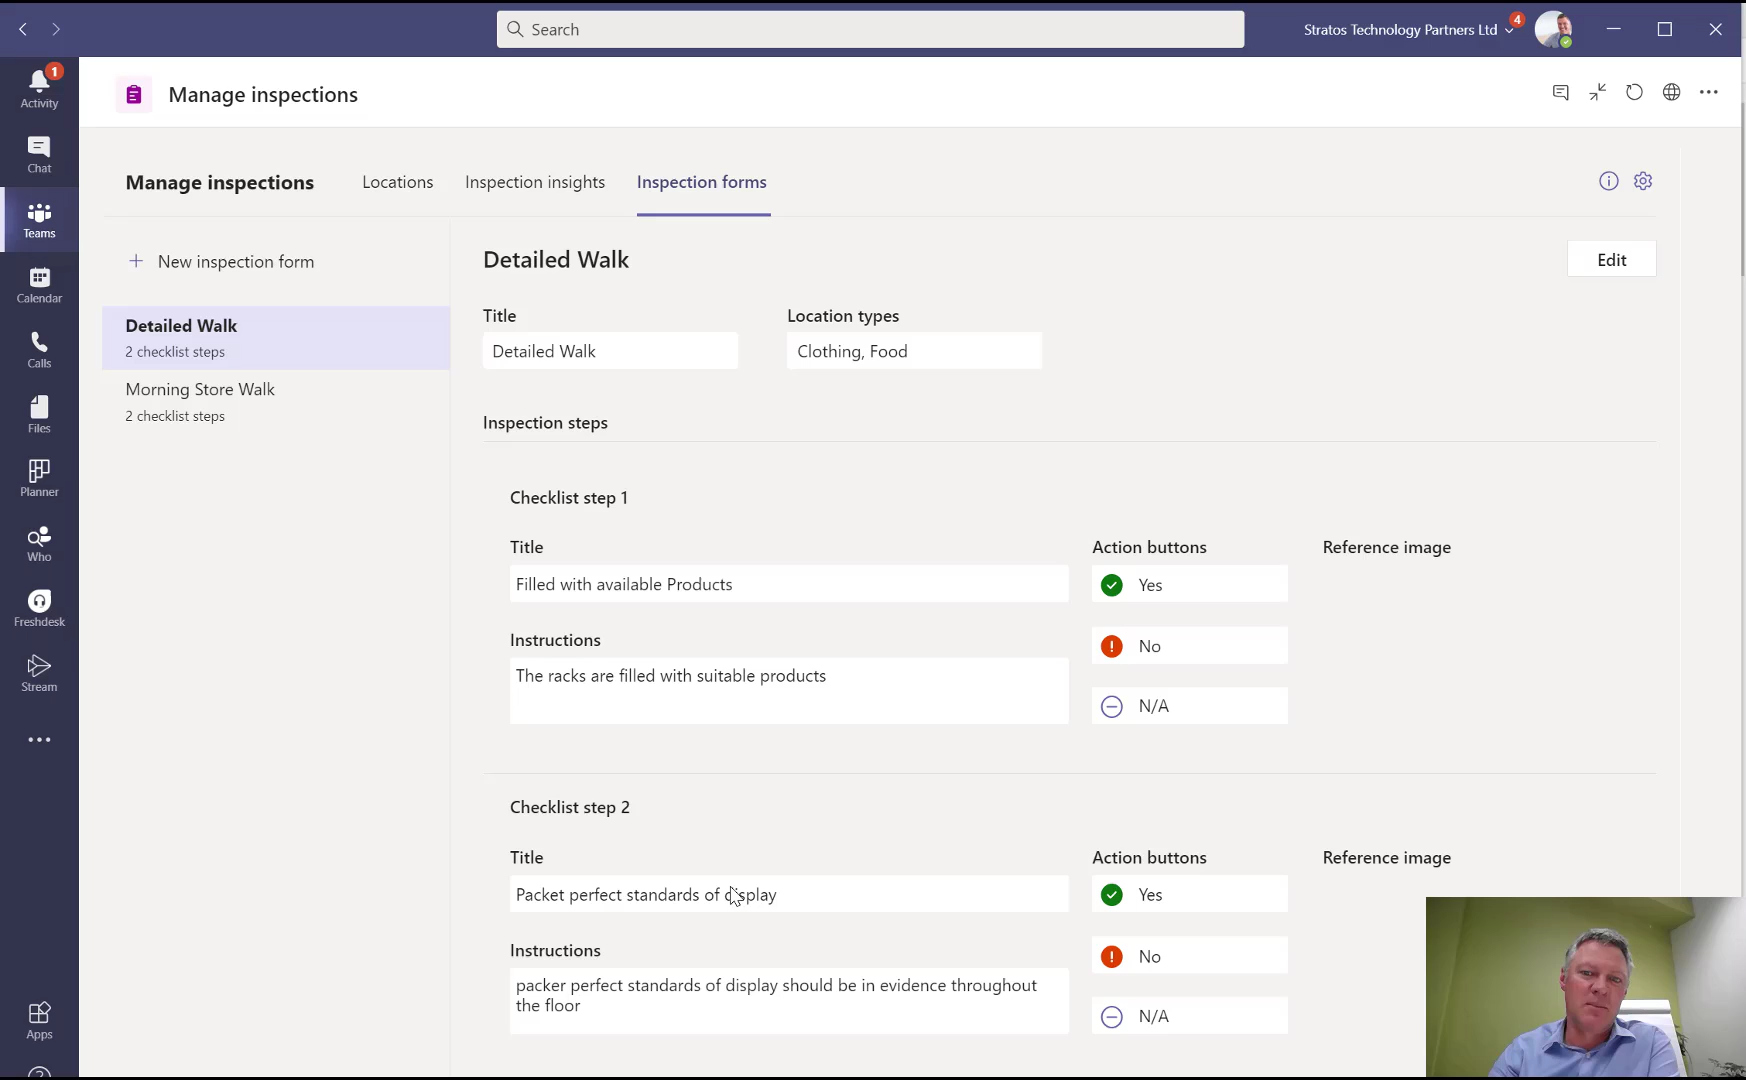 Search
Stratos Technology Partners Ltd
4
1
Activity
Chat
Teams
Calendar
Calls
Files
Planner
Who
Freshdesk
Stream
Apps
Manage inspections
Manage inspections
Locations
Inspection insights
Inspection forms
New inspection form
Detailed Walk
2 checklist steps
Morning Store Walk
2 checklist steps
Detailed Walk
Edit
Title
Location types
Detailed Walk
Clothing, Food
Inspection steps
Checklist step 1
Title
Action buttons
Reference image
Filled with available Products
Yes
Instructions
No
The racks are filled with suitable products
N/A
Checklist step 2
Title
Action buttons
Reference image
Packet perfect standards of display
Yes
Instructions
No
packer perfect standards of display should be in evidence throughout
the floor
N/A